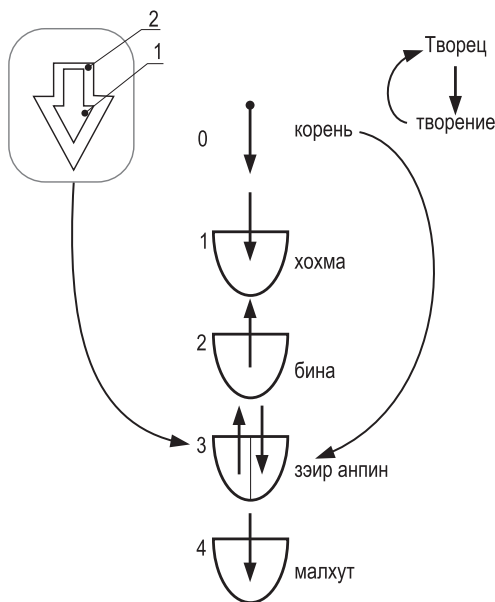 2
1
Творец
творение
0
корень
1
хохма
2
бина
3
зэир анпин
4
малхут